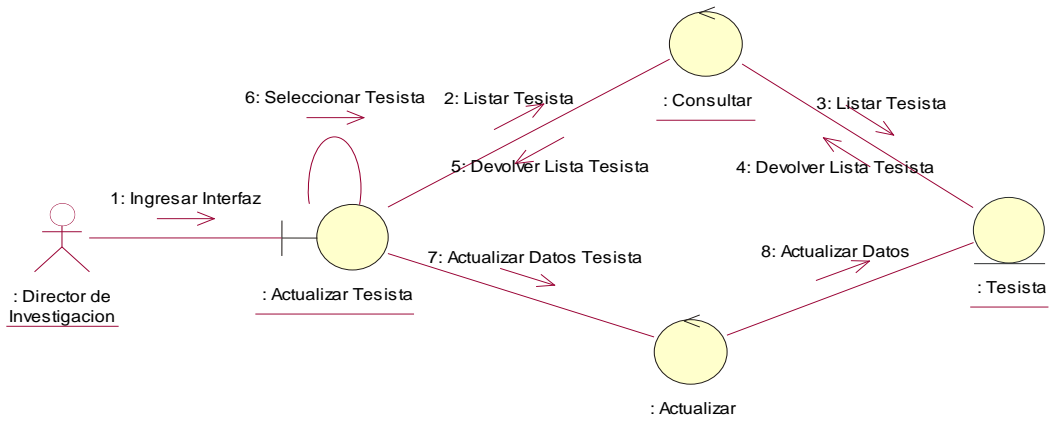 6: Seleccionar Tesista
2: Listar Tesista
: Consultar
3: Listar Tesista
5: Devolver Lista Tesista
4: Devolver Lista Tesista
1: Ingresar Interfaz
7: Actualizar Datos Tesista
8: Actualizar Datos
: Director de
Investigacion
: Actualizar Tesista
: Tesista
: Actualizar